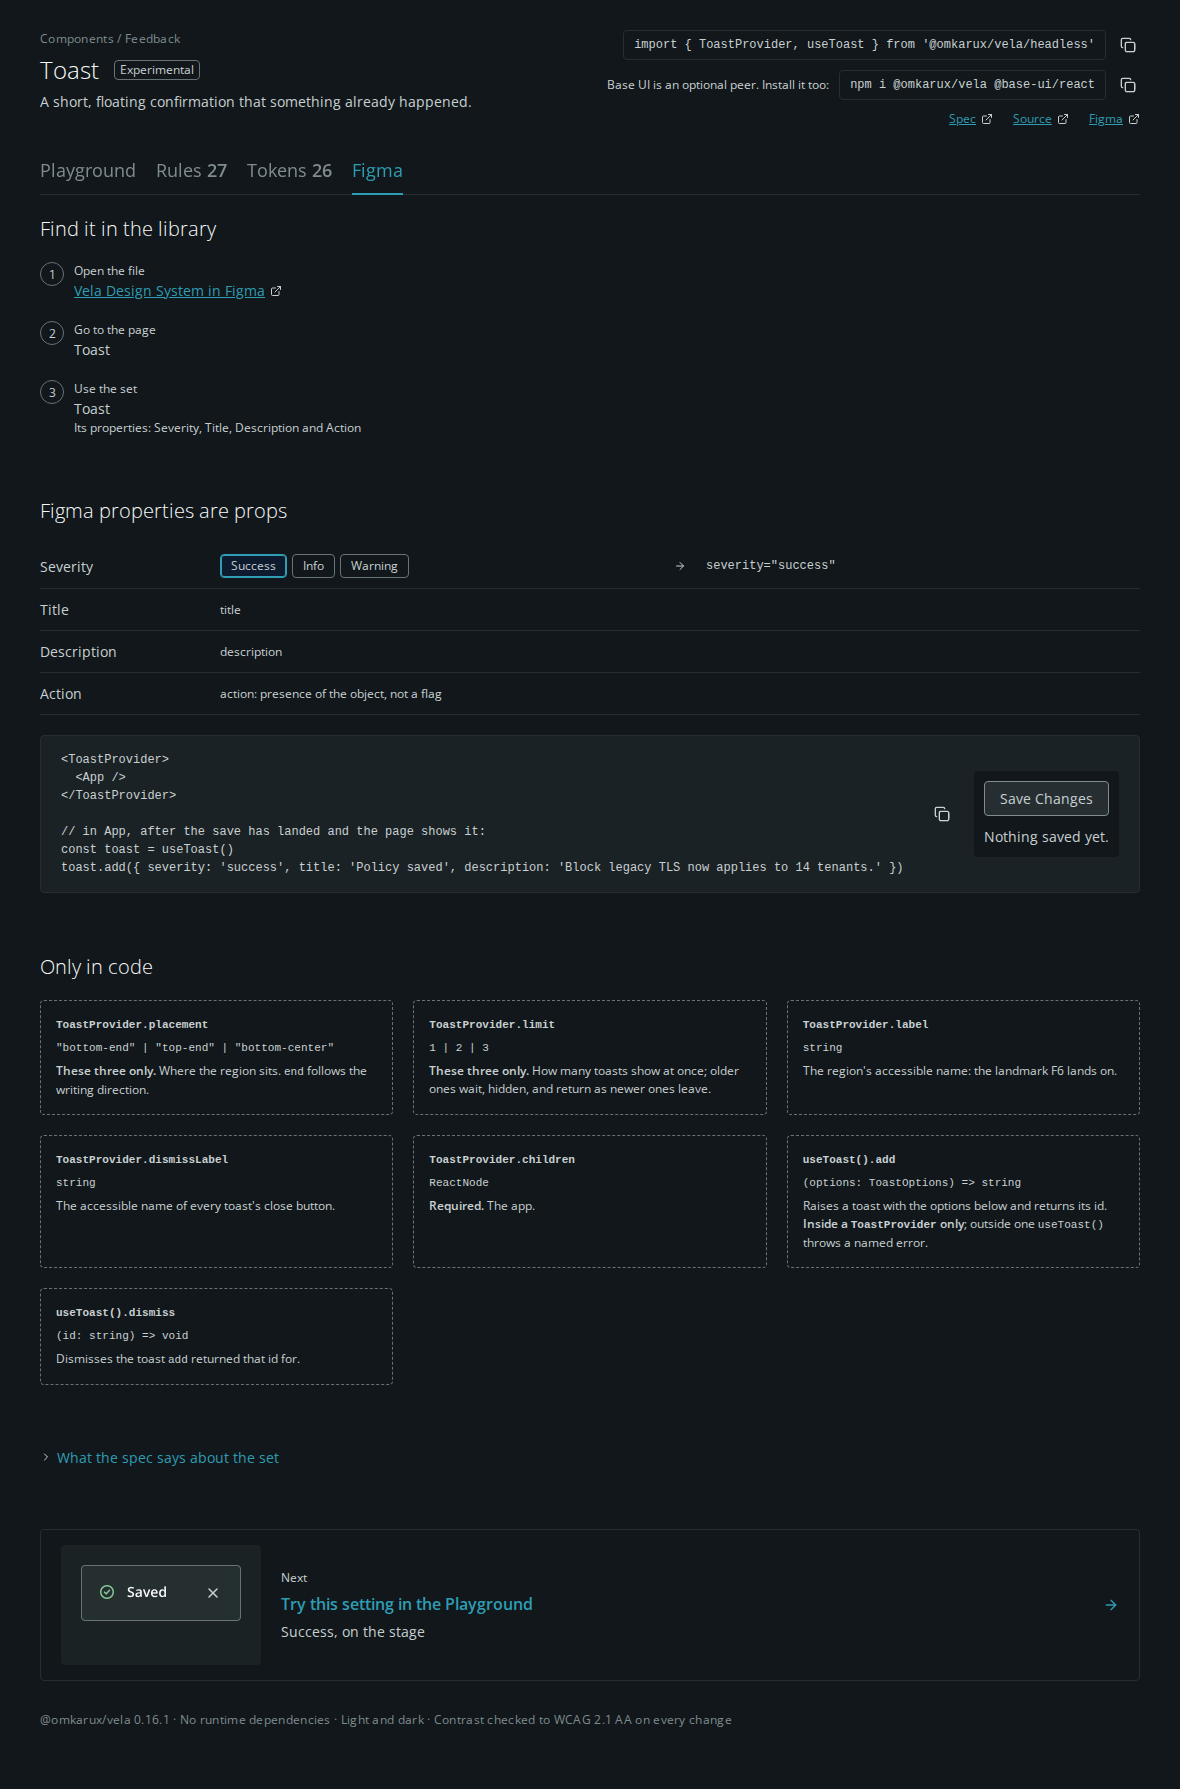 Components / Feedback
Toast
Experimental
A short, floating confirmation that something already happened.
import { ToastProvider, useToast } from '@omkarux/vela/headless'
Base UI is an optional peer. Install it too:
npm i @omkarux/vela @base-ui/react
Spec
Source
Figma
Playground
Rules 27
Tokens 26
Figma
Find it in the library
1
Open the file
Vela Design System in Figma
2
Go to the page
Toast
3
Use the set
Toast
Its properties: Severity, Title, Description and Action
Figma properties are props
Severity
Success
Info
Warning
severity="success"
Title
title
Description
description
Action
action: presence of the object, not a flag
<ToastProvider>
  <App />
</ToastProvider>
// in App, after the save has landed and the page shows it:
const toast = useToast()
toast.add({ severity: 'success', title: 'Policy saved', description: 'Block legacy TLS now applies to 14 tenants.' })
Save Changes
Nothing saved yet.
Only in code
ToastProvider.placement
"bottom-end" | "top-end" | "bottom-center"
These three only. Where the region sits. end follows the
writing direction.
ToastProvider.limit
1 | 2 | 3
These three only. How many toasts show at once; older
ones wait, hidden, and return as newer ones leave.
ToastProvider.label
string
The region's accessible name: the landmark F6 lands on.
ToastProvider.dismissLabel
string
The accessible name of every toast's close button.
ToastProvider.children
ReactNode
Required. The app.
useToast().add
(options: ToastOptions) => string
Raises a toast with the options below and returns its id.
Inside a ToastProvider only; outside one useToast()
throws a named error.
useToast().dismiss
(id: string) => void
Dismisses the toast add returned that id for.
What the spec says about the set
Saved
Next
Try this setting in the Playground
Success, on the stage
@omkarux/vela 0.16.1 · No runtime dependencies · Light and dark · Contrast checked to WCAG 2.1 AA on every change